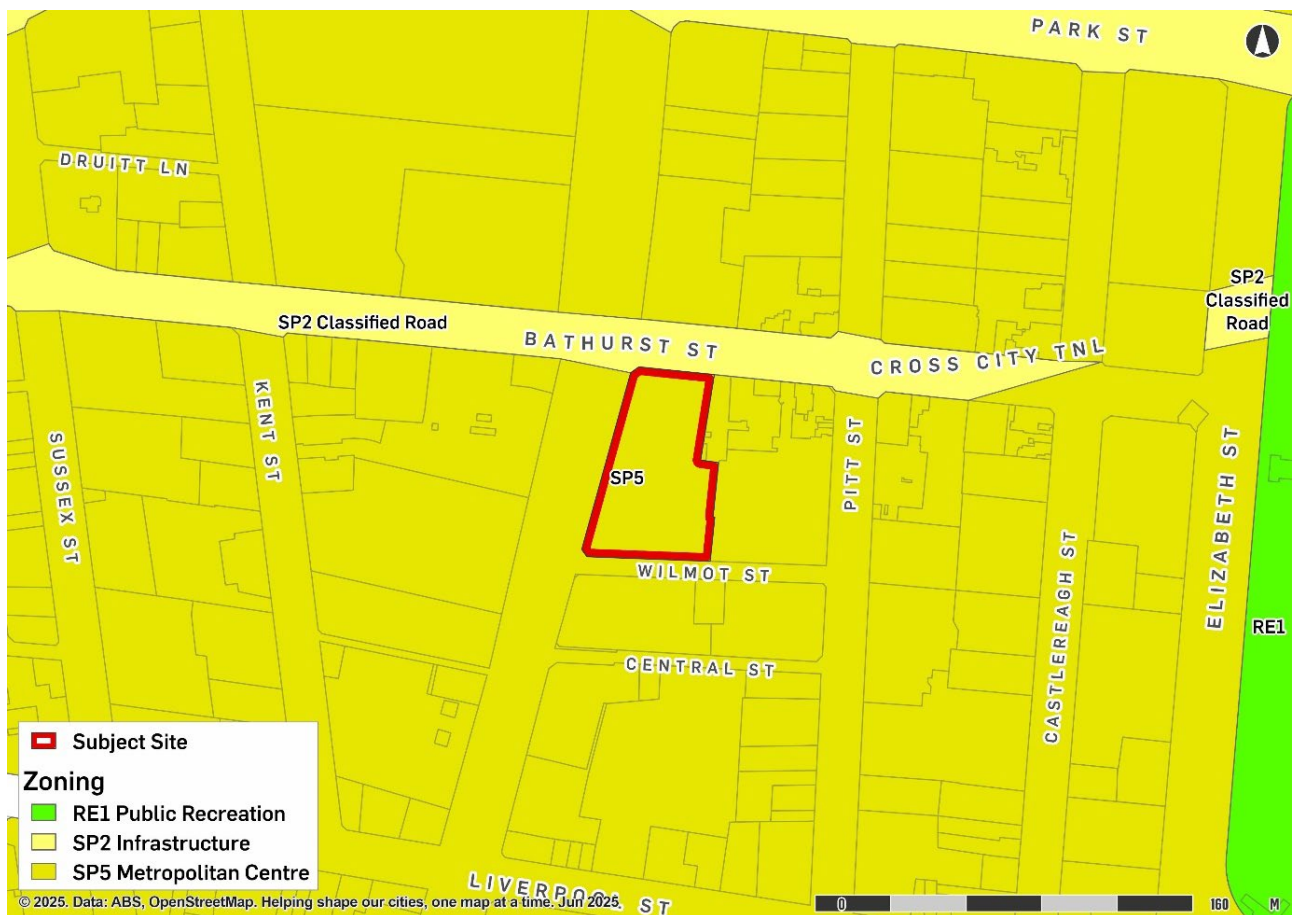 PARK ST
DRUITT LN
SP2
Classified
Road
SP2 Classified Road
BATHURST ST
CROSS CITY TNL
KENT ST
SUSSEX ST
SP5
PITT ST
ELIZABETH ST
WILMOT ST
CASTLEREAGH ST
RE1
CENTRAL ST
Subject Site
Zoning
RE1 Public Recreation
SP2 Infrastructure
SP5 Metropolitan Centre
LIVERPOOL ST
© 2025. Data: ABS, OpenStreetMap. Helping shape our cities, one map at a time. Jun 2025.
0 160 M